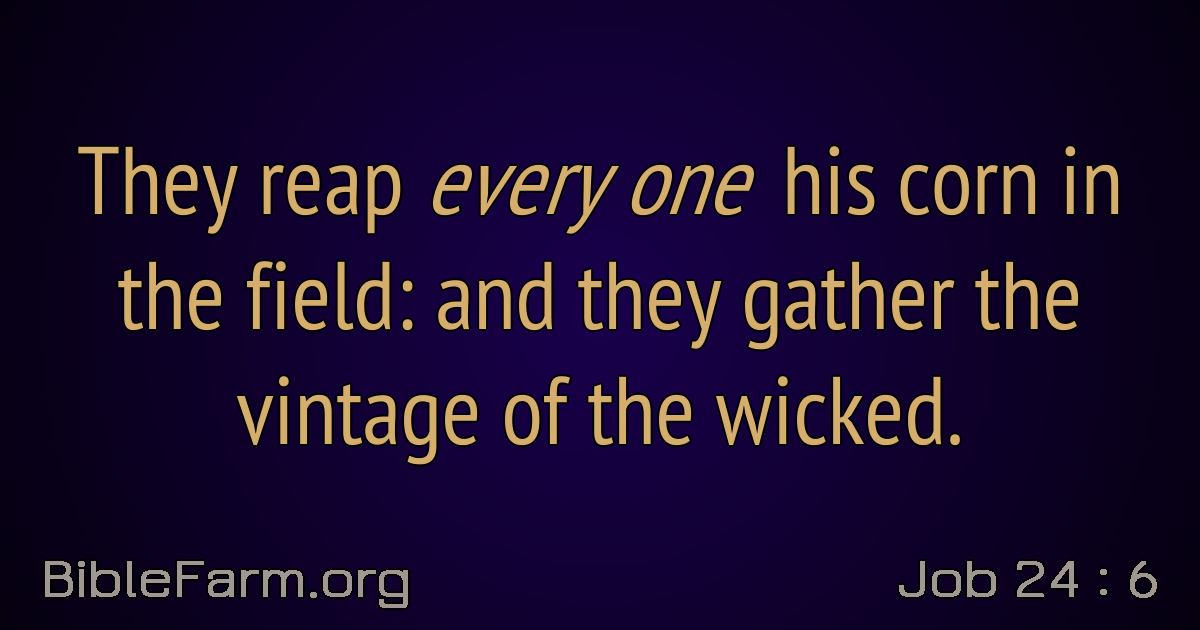 They reap every one his corn in
the field: and they gather the
vintage of the wicked.
BibleFarm.org
Job 24 : 6